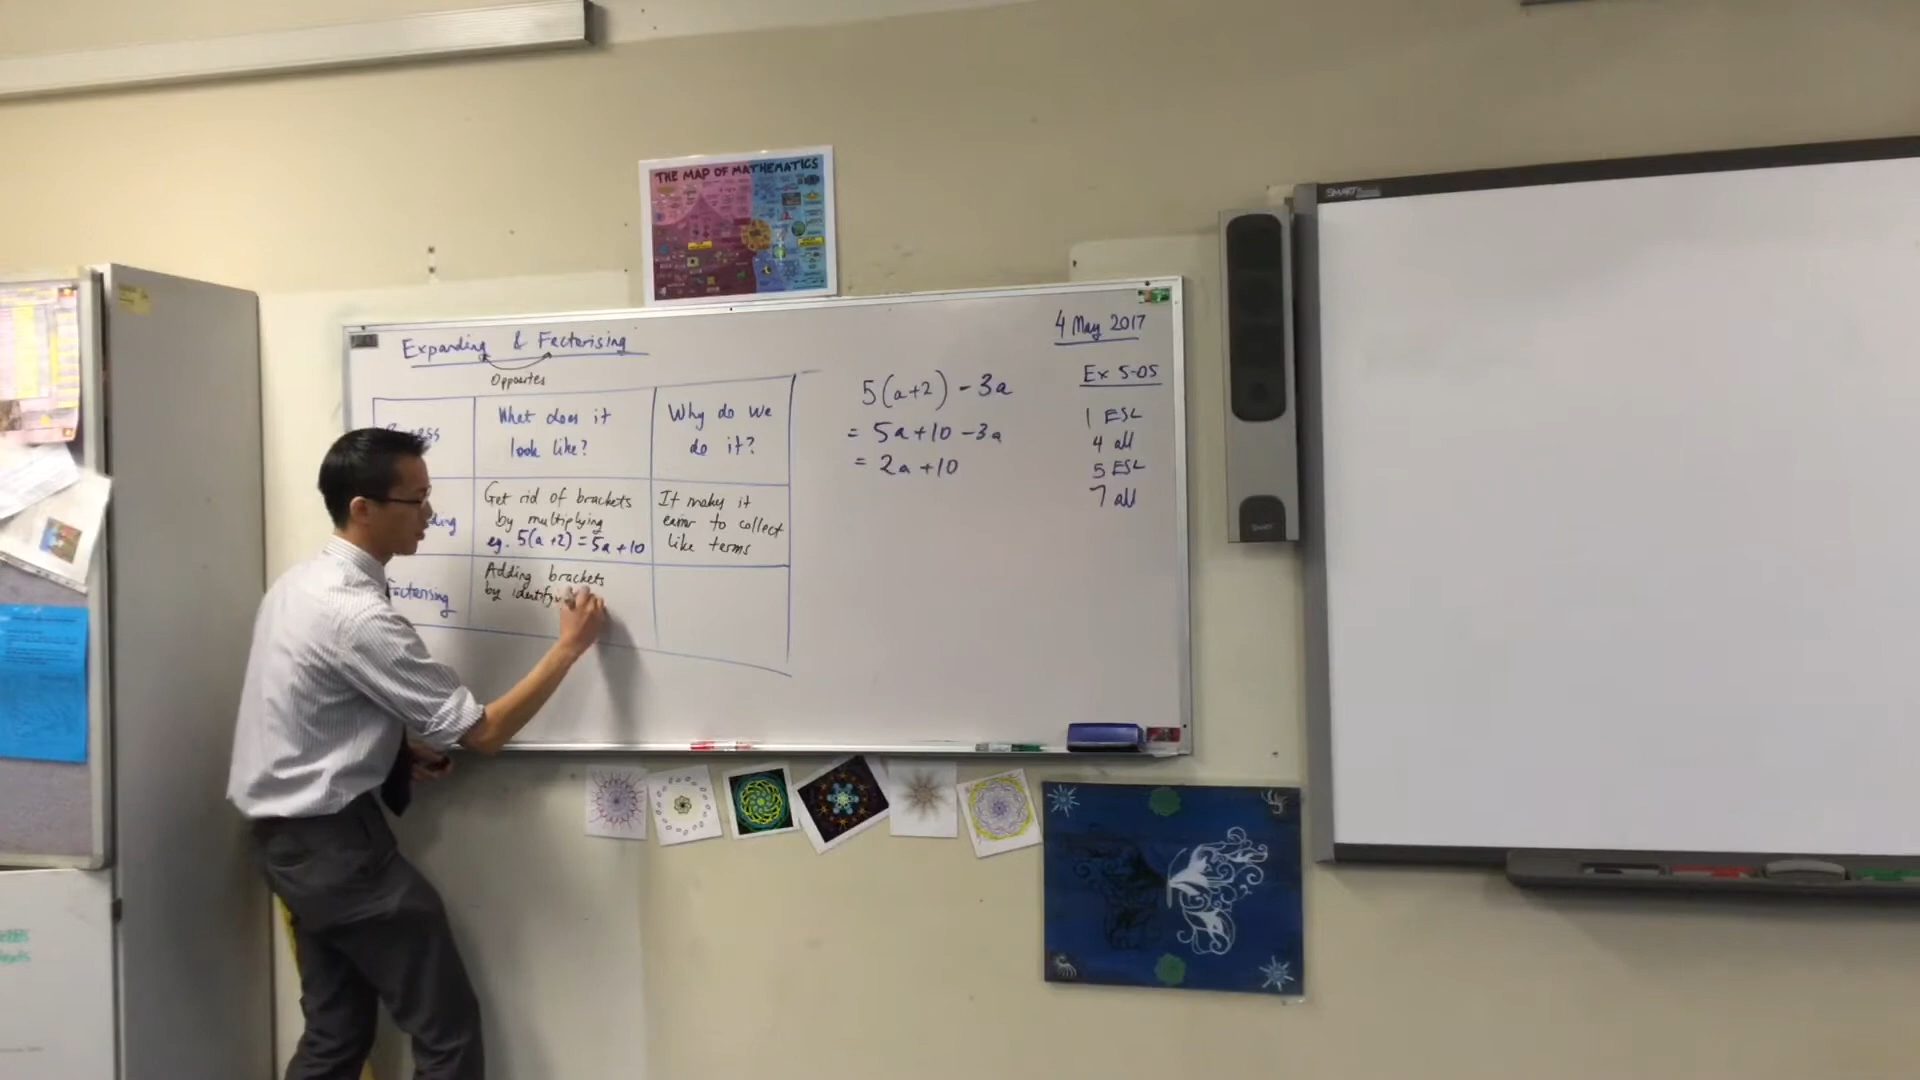 THE MAP OF MATHEMATICS
SMART
Expanding & Factorising
Opposites
What does it
look like?
Why do we
do it?
Get rid of brackets
by multiplying
eg. 5(a+2) = 5a+10
It makes it
easier to collect
like terms
Factorising
Adding brackets
by
5(a+2) - 3a
= 5a+10-3a
= 2a+10
4 May 2017
Ex 5-05
1 ESL
4 all
5 ESL
7 all
SMART